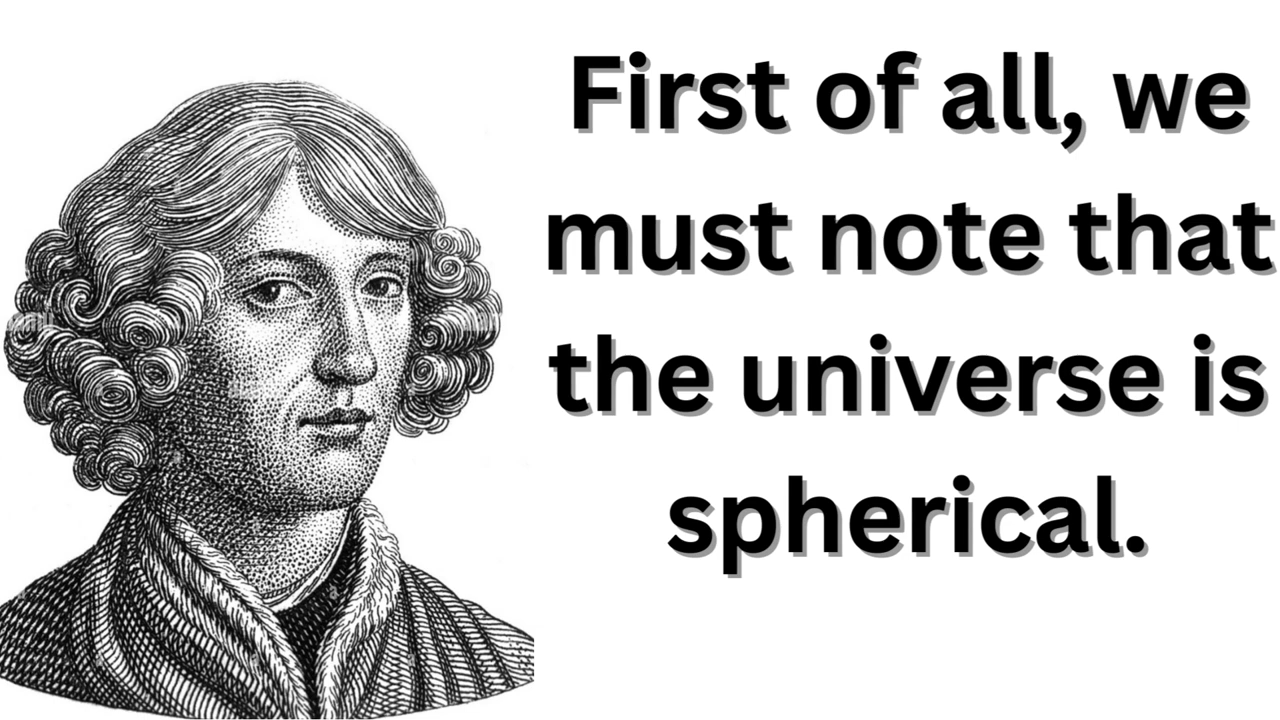 First of all, we
must note that
the universe is
spherical.